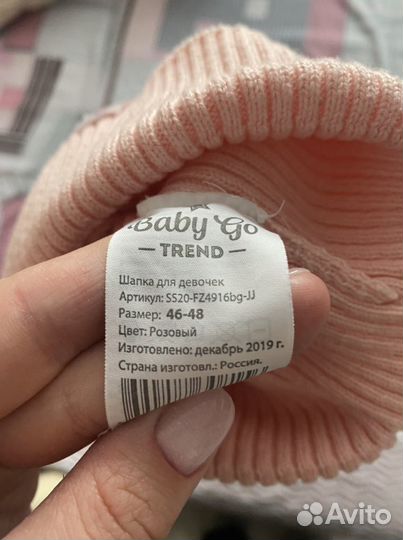 Baby Go
— TREND —
Шапка для девочек
Артикул: SS20-FZ4916bg-JJ
Размер: 46-48
Цвет: Розовый
Изготовлено: декабрь 2019 г.
Страна изготовл.: Россия.
Avito